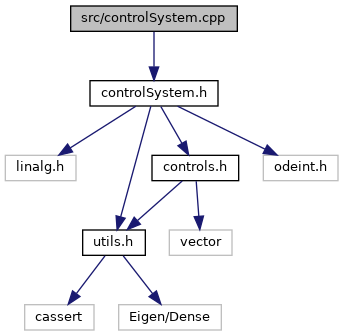 src/controlSystem.cpp
controlSystem.h
linalg.h
controls.h
odeint.h
utils.h
vector
cassert
Eigen/Dense